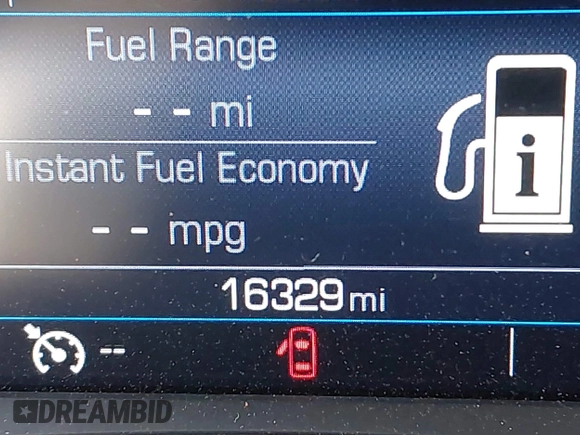 Fuel Range
- - mi
Instant Fuel Economy
- - mpg
16329 mi
--
i
DREAMBID